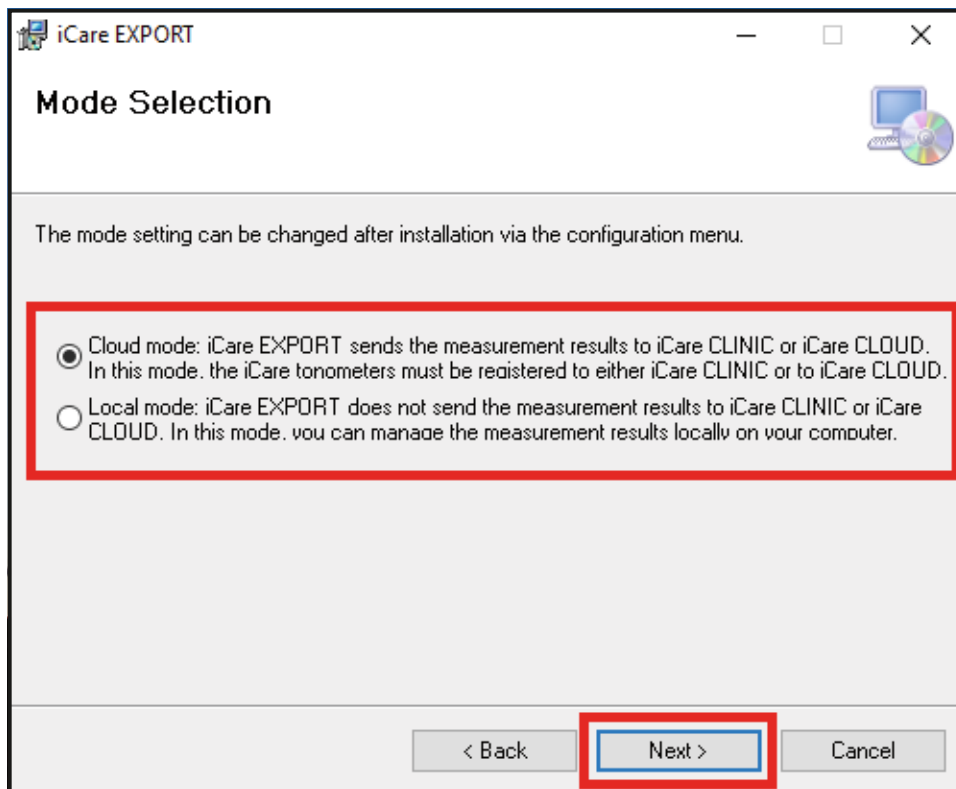 iCare EXPORT
Mode Selection
The mode setting can be changed after installation via the configuration menu.
Cloud mode: iCare EXPORT sends the measurement results to iCare CLINIC or iCare CLOUD.
In this mode, the iCare tonometers must be registered to either iCare CLINIC or to iCare CLOUD.
Local mode: iCare EXPORT does not send the measurement results to iCare CLINIC or iCare
CLOUD. In this mode, you can manage the measurement results locally on your computer.
< Back
Next >
Cancel